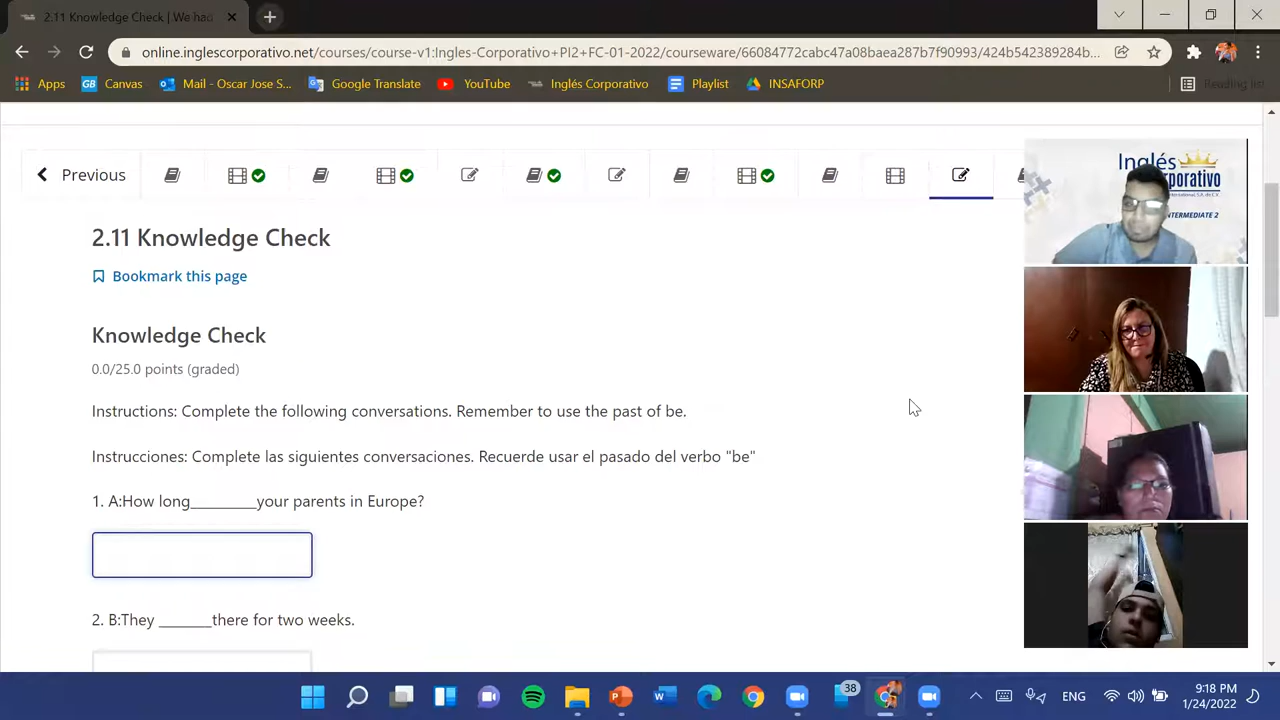 2.11 Knowledge Check | We had
online.inglescorporativo.net/courses/course-v1:Ingles-Corporativo+PI2+FC-01-2022/courseware/66084772cabc47a08baea287b7f90993/424b542389284b...
Apps Canvas Mail - Oscar Jose S... Google Translate YouTube Inglés Corporativo Playlist INSAFORP Reading list
Previous
2.11 Knowledge Check
Bookmark this page
Knowledge Check
0.0/25.0 points (graded)
Instructions: Complete the following conversations. Remember to use the past of be.
Instrucciones: Complete las siguientes conversaciones. Recuerde usar el pasado del verbo "be"
1. A:How long________your parents in Europe?
2. B:They ______there for two weeks.
Inglés
INTERMEDIATE 2
38
ENG
9:18 PM
1/24/2022